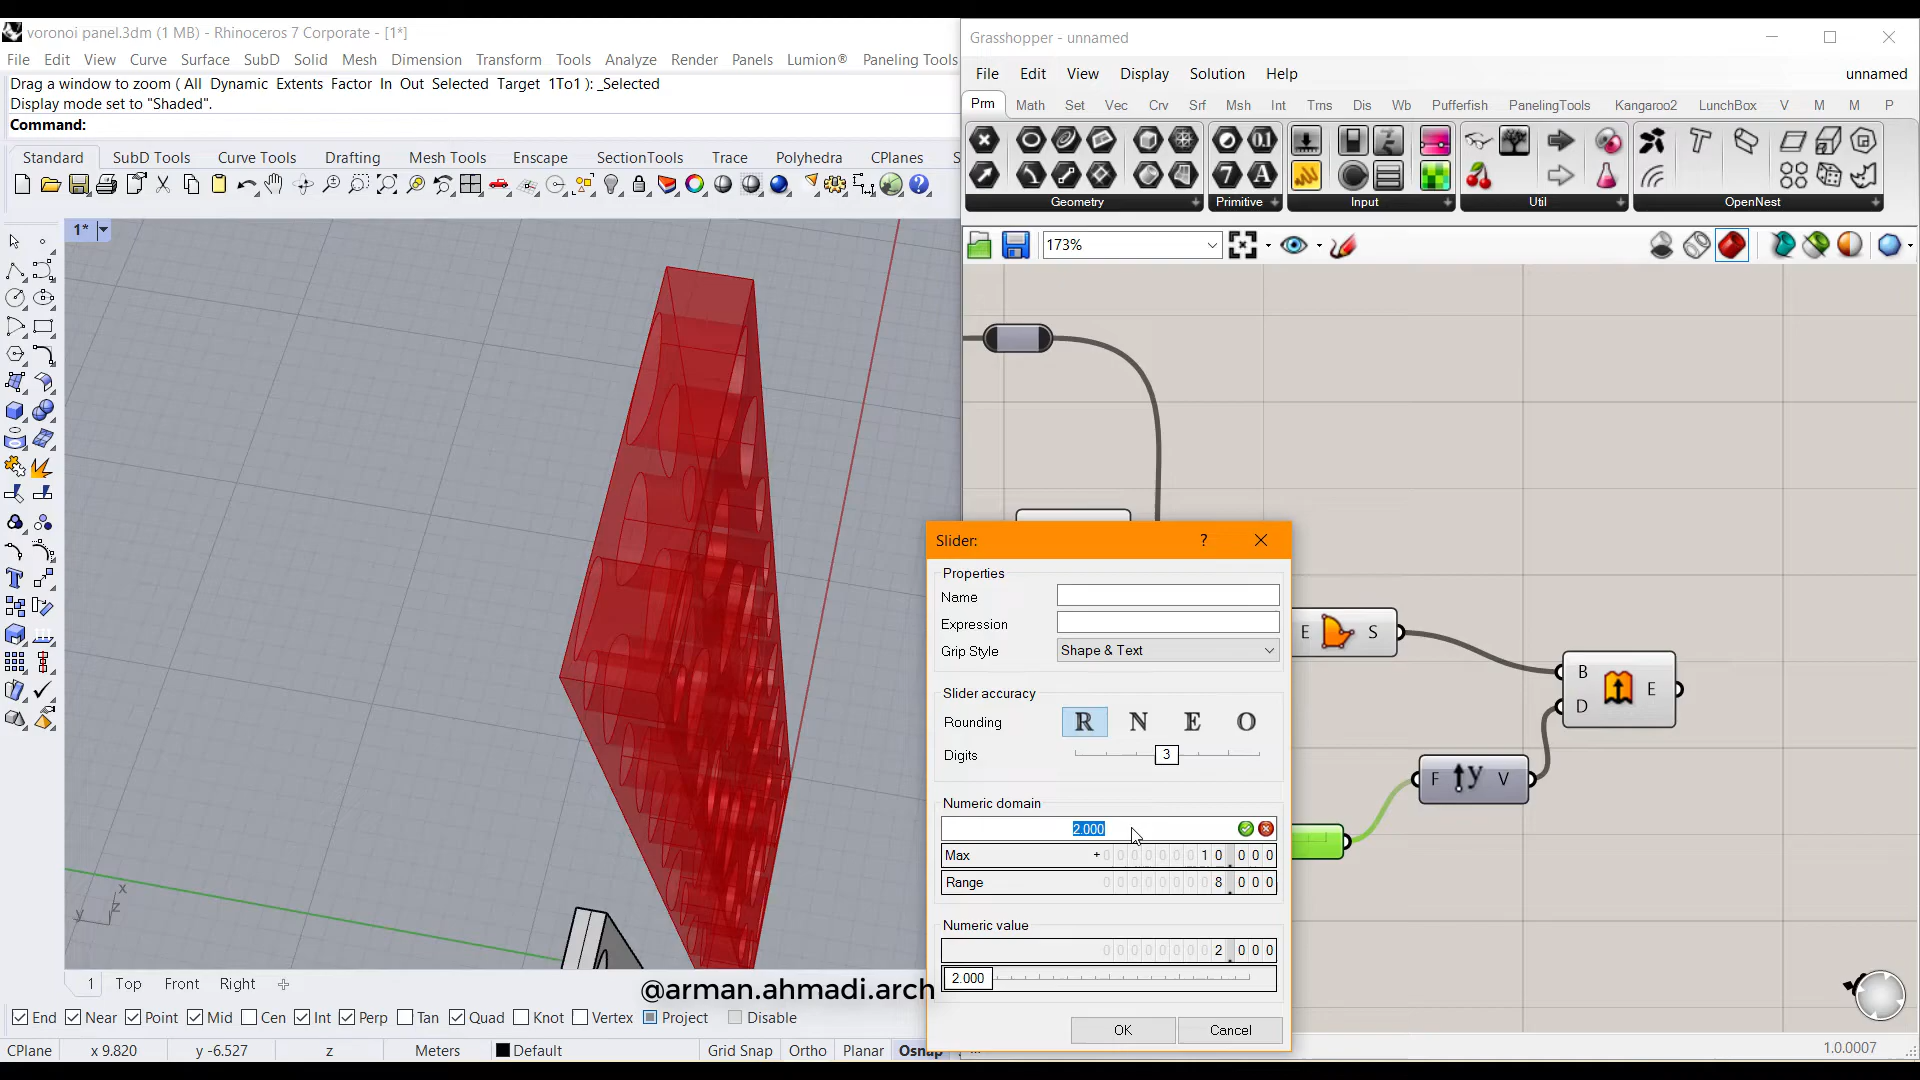 voronoi panel.3dm (1 MB) - Rhinoceros 7 Corporate - [1*]
File Edit View Curve Surface SubD Solid Mesh Dimension Transform Tools Analyze Render Panels Lumion® Paneling Tools
Drag a window to zoom ( All Dynamic Extents Factor In Out Selected Target 1To1 ): _Selected
Display mode set to "Shaded".
Command:
Standard SubD Tools Curve Tools Drafting Mesh Tools Enscape SectionTools Trace Polyhedra CPlanes S
1*
x
y z
1 Top Front Right
@arman.ahmadi.arch
End Near Point Mid Cen Int Perp Tan Quad Knot Vertex Project Disable
CPlane x 9.820 y -6.527 z Meters Default Grid Snap Ortho Planar Osnap
Grasshopper - unnamed
File Edit View Display Solution Help unnamed
Prm Math Set Vec Crv Srf Msh Int Trns Dis Wb Pufferfish PanelingTools Kangaroo2 LunchBox V M M P
Geometry Primitive Input Util OpenNest
173%
E S
B
D E
F y V
Slider: ?
Properties
Name
Expression
Grip Style Shape & Text
Slider accuracy
Rounding R N E O
Digits 3
Numeric domain
2.000
Max + 000000010.000
Range 000000008.000
Numeric value
000000002.000
2.000
OK Cancel
1.0.0007